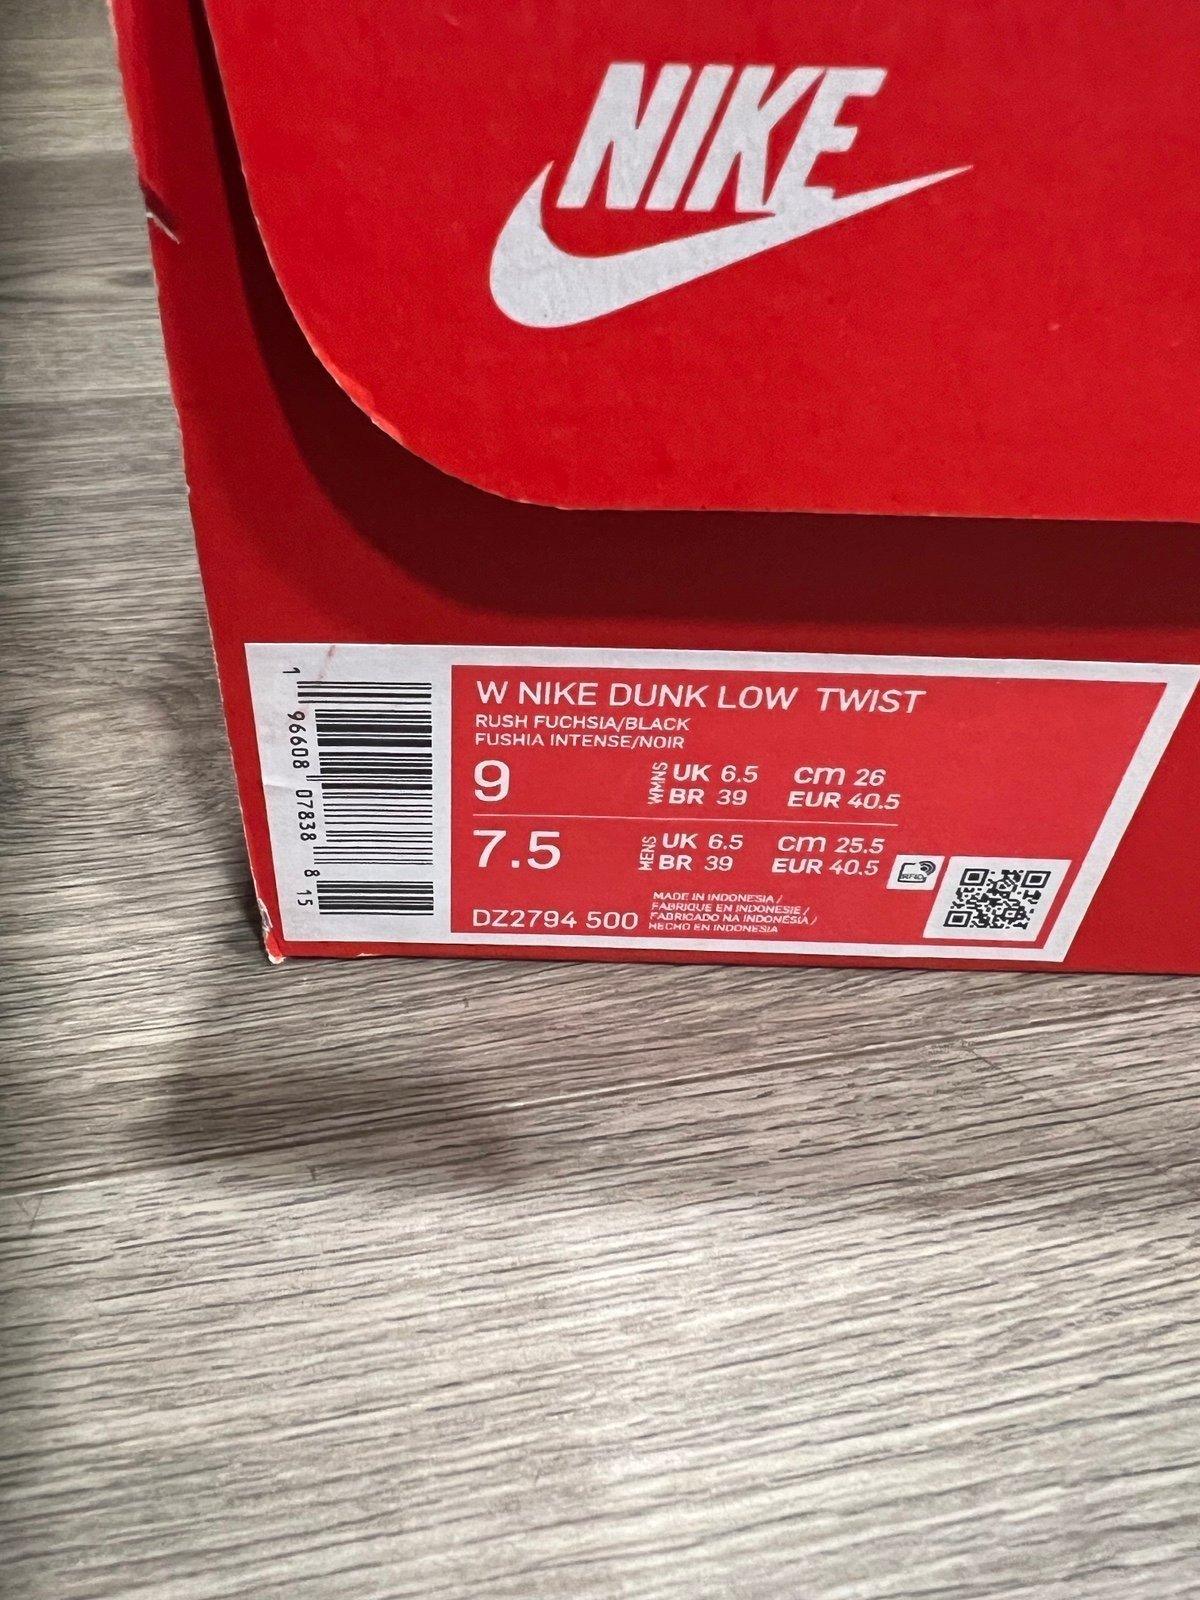 NIKE
W NIKE DUNK LOW TWIST
RUSH FUCHSIA/BLACK
FUSHIA INTENSE/NOIR
9
WMNS
UK 6.5 cm 26
BR 39 EUR 40.5
7.5
MENS
UK 6.5 cm 25.5
BR 39 EUR 40.5
DZ2794 500
MADE IN INDONESIA /
FABRIQUE EN INDONESIE /
FABRICADO NA INDONÉSIA /
HECHO EN INDONESIA
1 96608 07838 8 15